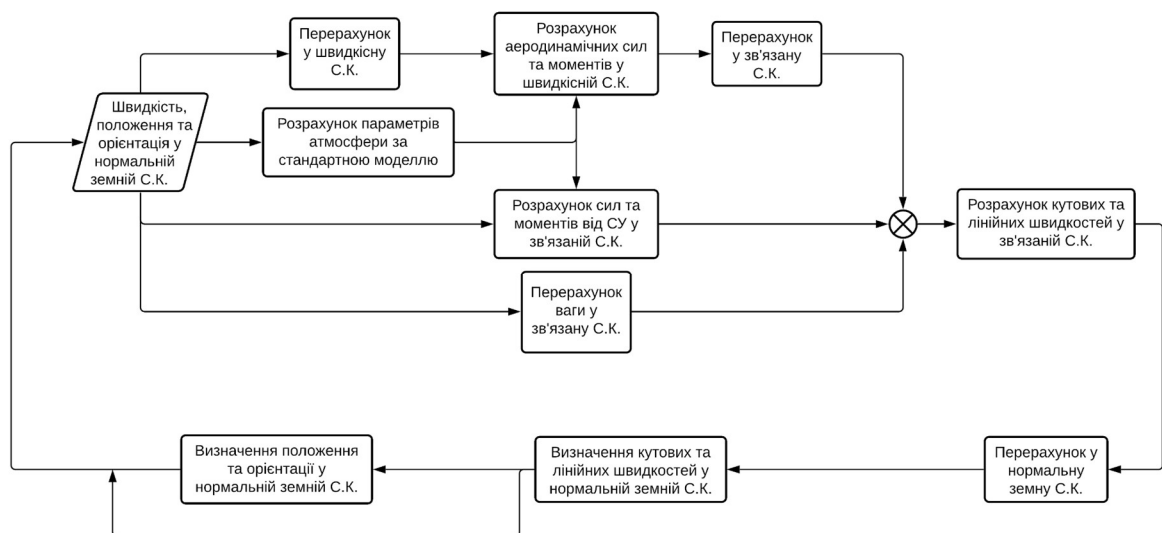 Перерахунок
у швидкісну
С.К.
Розрахунок
аеродинамічних сил
та моментів у
швидкісній С.К.
Перерахунок
у зв'язану
С.К.
Швидкість,
положення та
орієнтація у
нормальній
земній С.К.
Розрахунок параметрів
атмосфери за
стандартною моделлю
Розрахунок сил та
моментів від СУ у
зв'язаній С.К.
Розрахунок кутових та
лінійних швидкостей у
зв'язаній С.К.
Перерахунок
ваги у
зв'язану С.К.
Визначення положення
та орієнтації у
нормальній земній С.К.
Визначення кутових та
лінійних швидкостей у
нормальній земній С.К.
Перерахунок у
нормальну
земну С.К.